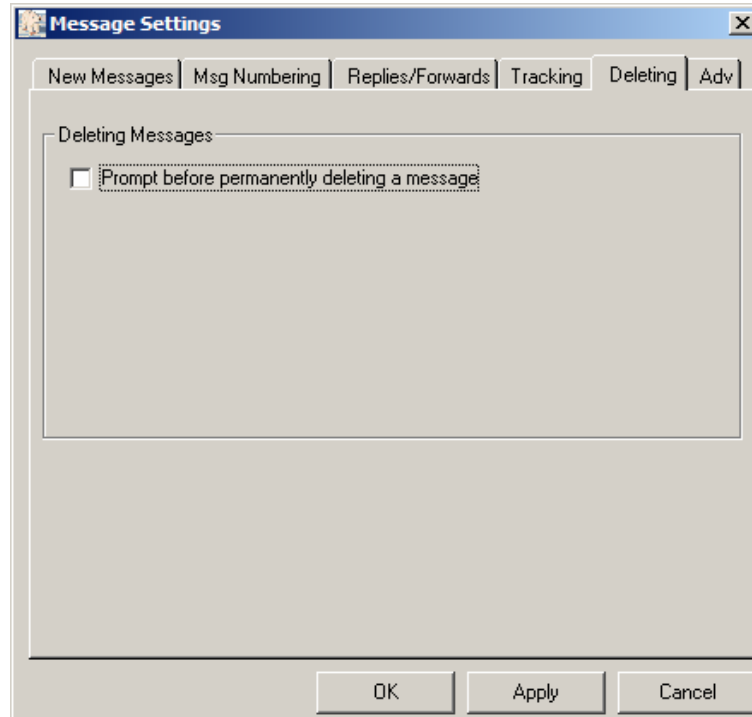 Message Settings
New Messages Msg Numbering Replies/Forwards Tracking Deleting Adv
Deleting Messages
Prompt before permanently deleting a message
OK Apply Cancel